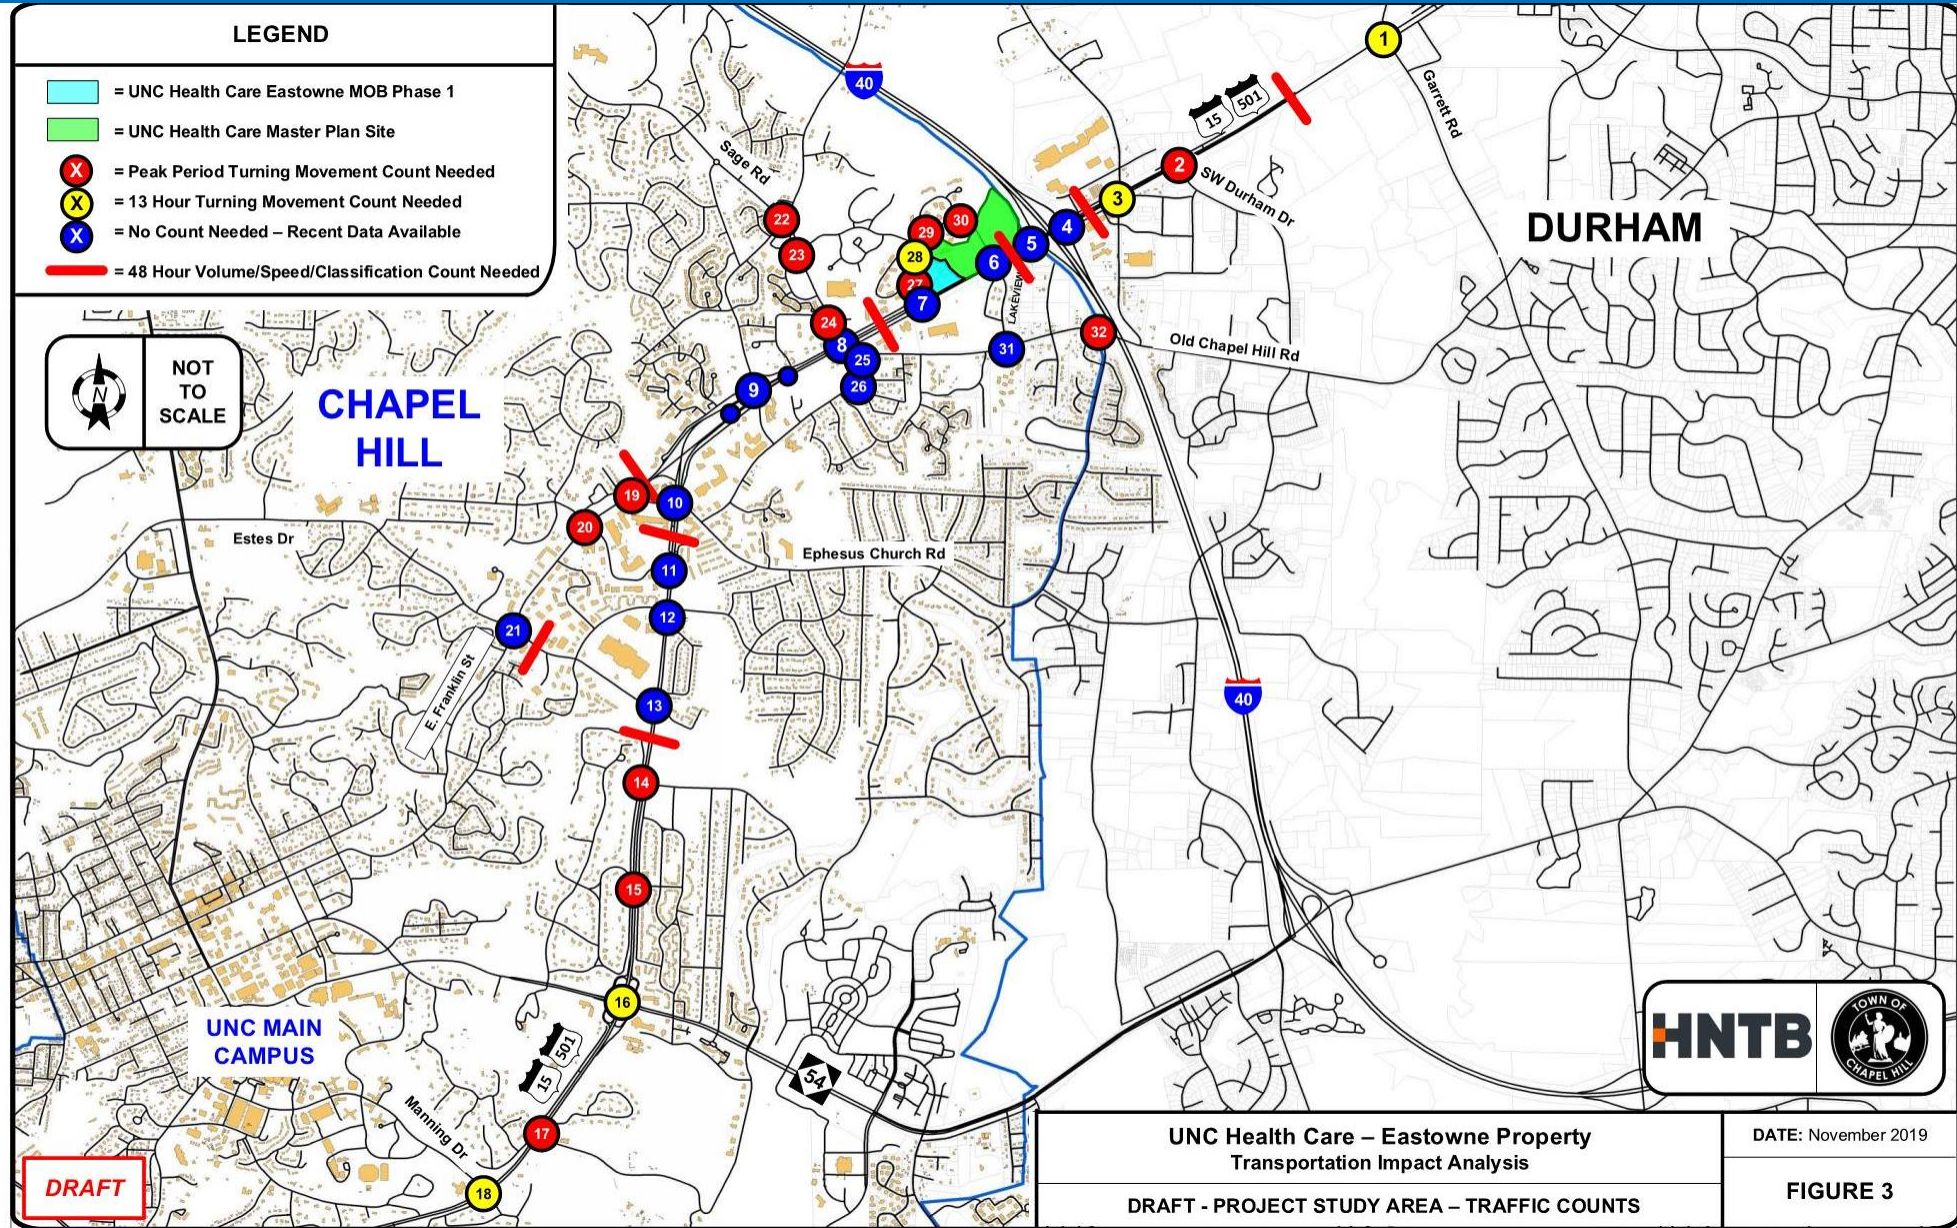 LEGEND
= UNC Health Care Eastowne MOB Phase 1
= UNC Health Care Master Plan Site
X = Peak Period Turning Movement Count Needed
X = 13 Hour Turning Movement Count Needed
X = No Count Needed – Recent Data Available
= 48 Hour Volume/Speed/Classification Count Needed
NOT
TO
SCALE
N
CHAPEL
HILL
DURHAM
40
15
501
1
Garrett Rd
2
SW Durham Dr
3
4
5
6
Sage Rd
22
23
30
29
28
27
7
LAKEVIEW
24
8
25
26
31
32
Old Chapel Hill Rd
9
19
10
20
Estes Dr
Ephesus Church Rd
11
12
21
E. Franklin St
13
40
14
15
16
UNC MAIN
CAMPUS
15
501
54
Manning Dr
17
18
DRAFT
HNTB
TOWN OF
CHAPEL HILL
UNC Health Care – Eastowne Property
Transportation Impact Analysis
DRAFT - PROJECT STUDY AREA – TRAFFIC COUNTS
DATE: November 2019
FIGURE 3